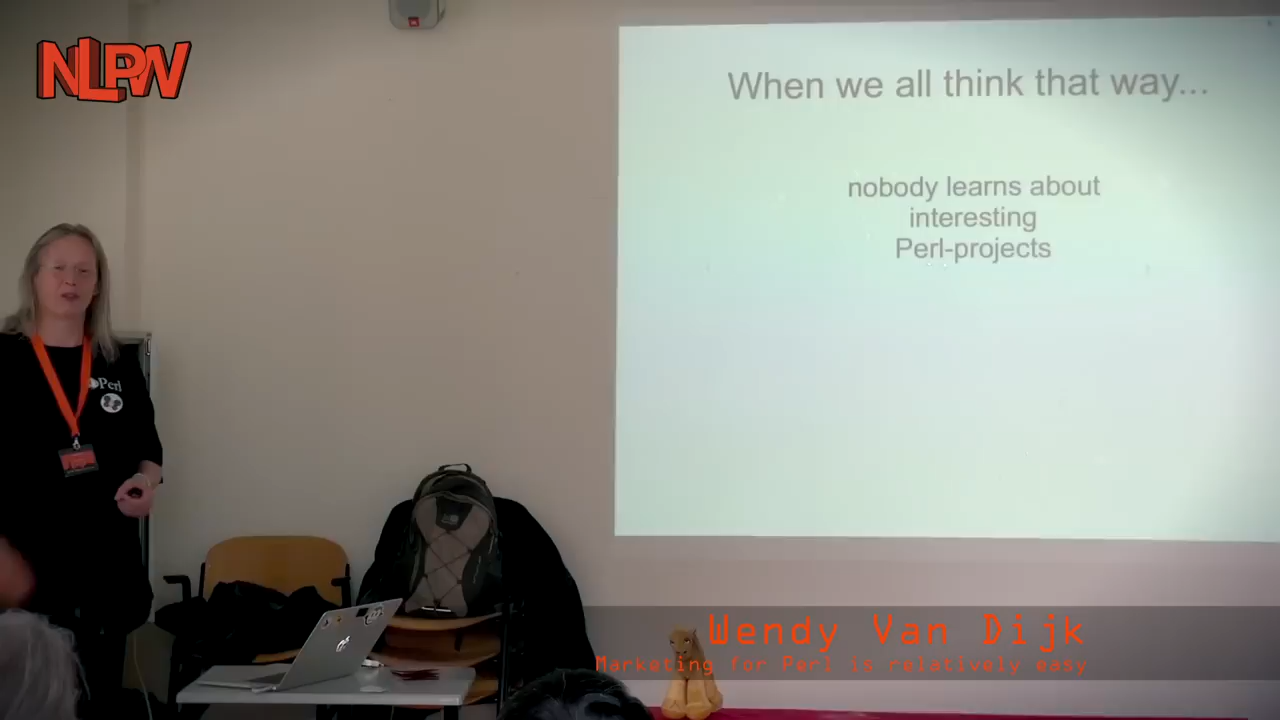 NLPW
When we all think that way...
nobody learns about
interesting
Perl-projects
Perl
Wendy Van Dijk
Marketing for Perl is relatively easy